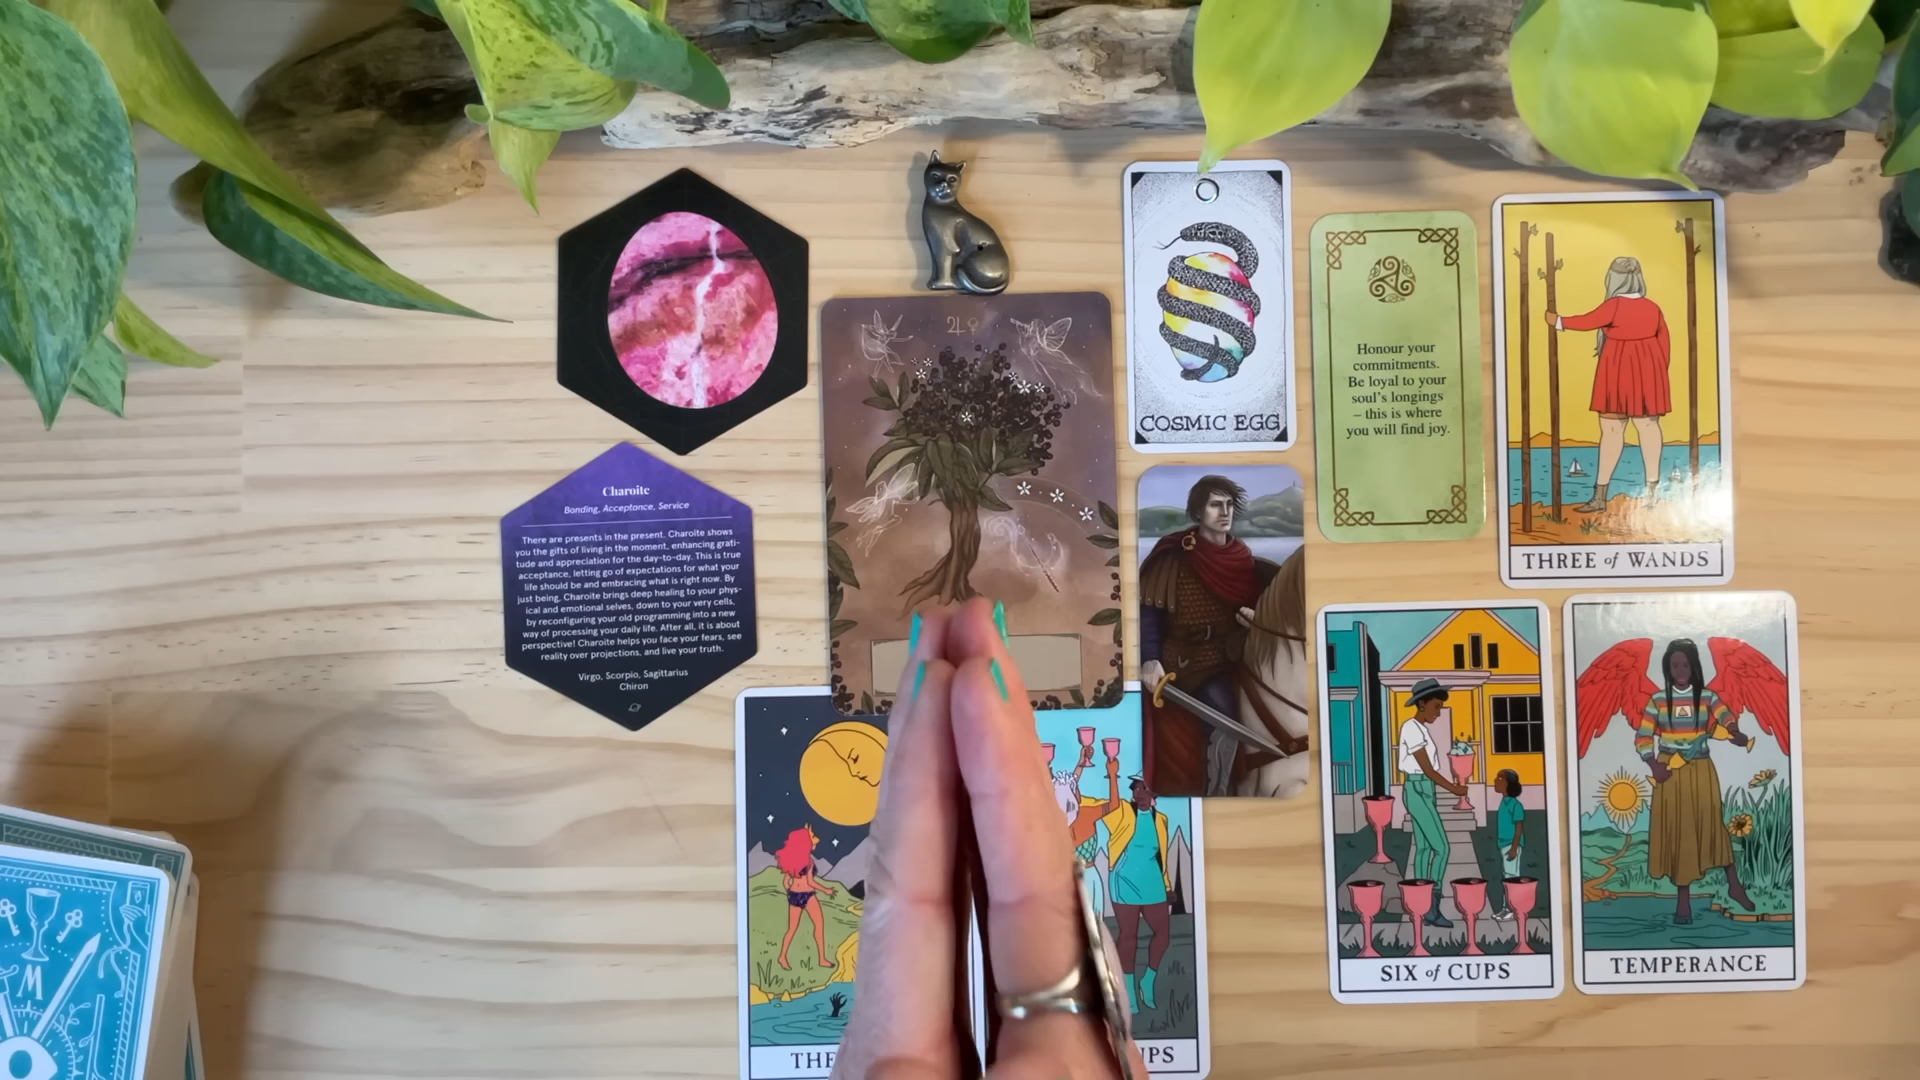 Charoite
Bonding, Acceptance, Service
There are presents in the present. Charoite shows
you the gifts of living in the moment, enhancing grati-
tude and appreciation for the day-to-day. This is true
acceptance, letting go of expectations for what your
life should be and embracing what is right now. By
just being, Charoite brings deep healing to your phys-
ical and emotional selves, down to your very cells,
by reconfiguring your old programming into a new
way of processing your daily life. After all, it is about
perspective! Charoite helps you face your fears, see
reality over projections, and live your truth.
Virgo, Scorpio, Sagittarius
Chiron
COSMIC EGG
Honour your
commitments.
Be loyal to your
soul's longings
– this is where
you will find joy.
THREE of WANDS
SIX of CUPS
TEMPERANCE
THE
UPS
M